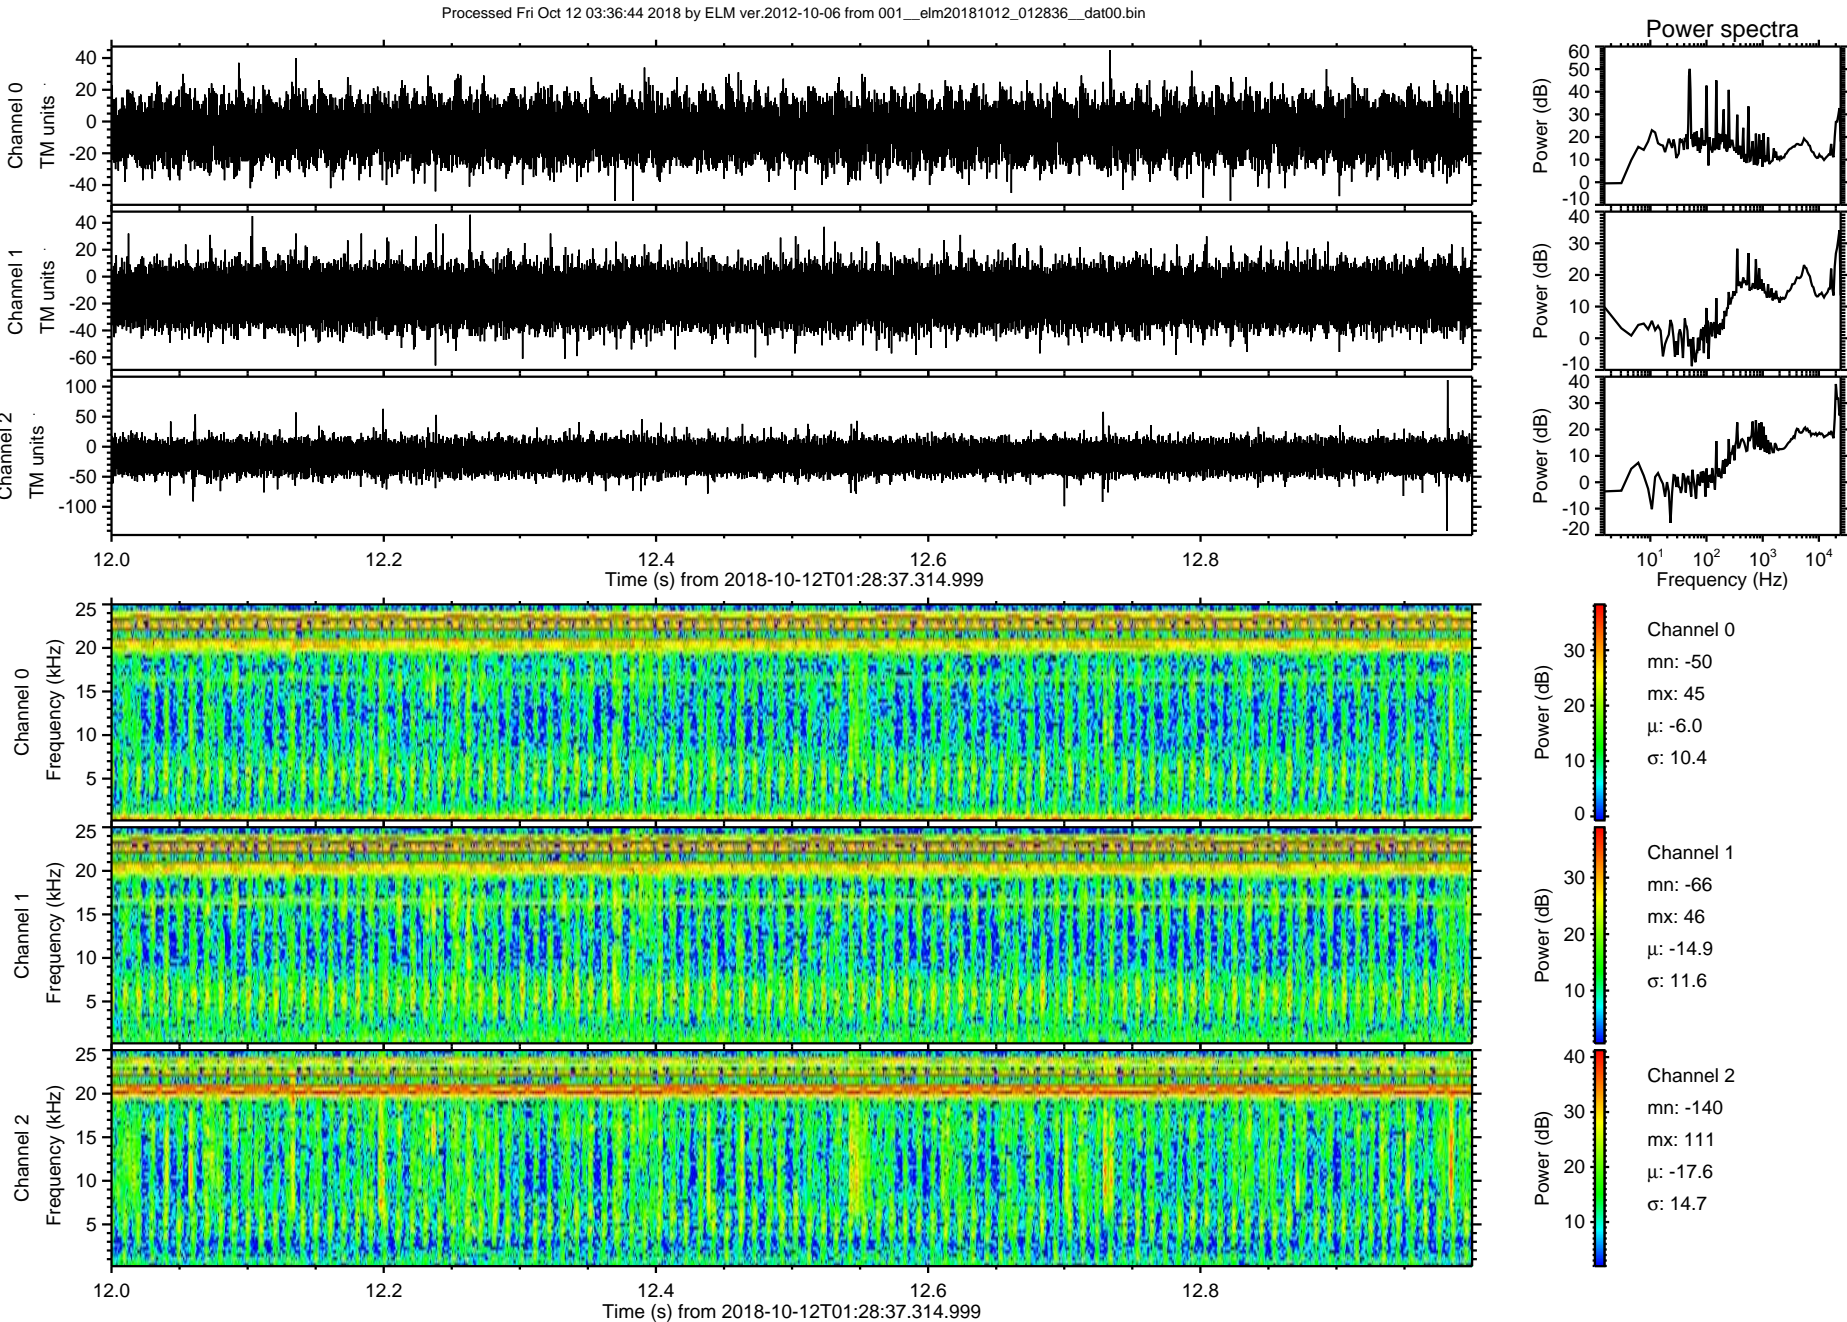 Processed Fri Oct 12 03:36:44 2018 by ELM ver.2012-10-06 from 001__elm20181012_012836__dat00.bin
Power spectra
Channel 0
TM units
40
20
0
-20
-40
Power (dB)
60
50
40
30
20
10
0
-10
Channel 1
TM units
40
20
0
-20
-40
-60
Power (dB)
40
30
20
10
0
-10
Channel 2
TM units
100
50
0
-50
-100
Power (dB)
40
30
20
10
0
-10
-20
12.0 12.2 12.4 12.6 12.8
Time (s) from 2018-10-12T01:28:37.314.999
10^1 10^2 10^3 10^4
Frequency (Hz)
Channel 0
Frequency (kHz)
25
20
15
10
5
Power (dB)
30
20
10
0
Channel 0
mn: -50
mx: 45
μ: -6.0
σ: 10.4
Channel 1
Frequency (kHz)
25
20
15
10
5
Power (dB)
30
20
10
Channel 1
mn: -66
mx: 46
μ: -14.9
σ: 11.6
Channel 2
Frequency (kHz)
25
20
15
10
5
Power (dB)
40
30
20
10
Channel 2
mn: -140
mx: 111
μ: -17.6
σ: 14.7
12.0 12.2 12.4 12.6 12.8
Time (s) from 2018-10-12T01:28:37.314.999